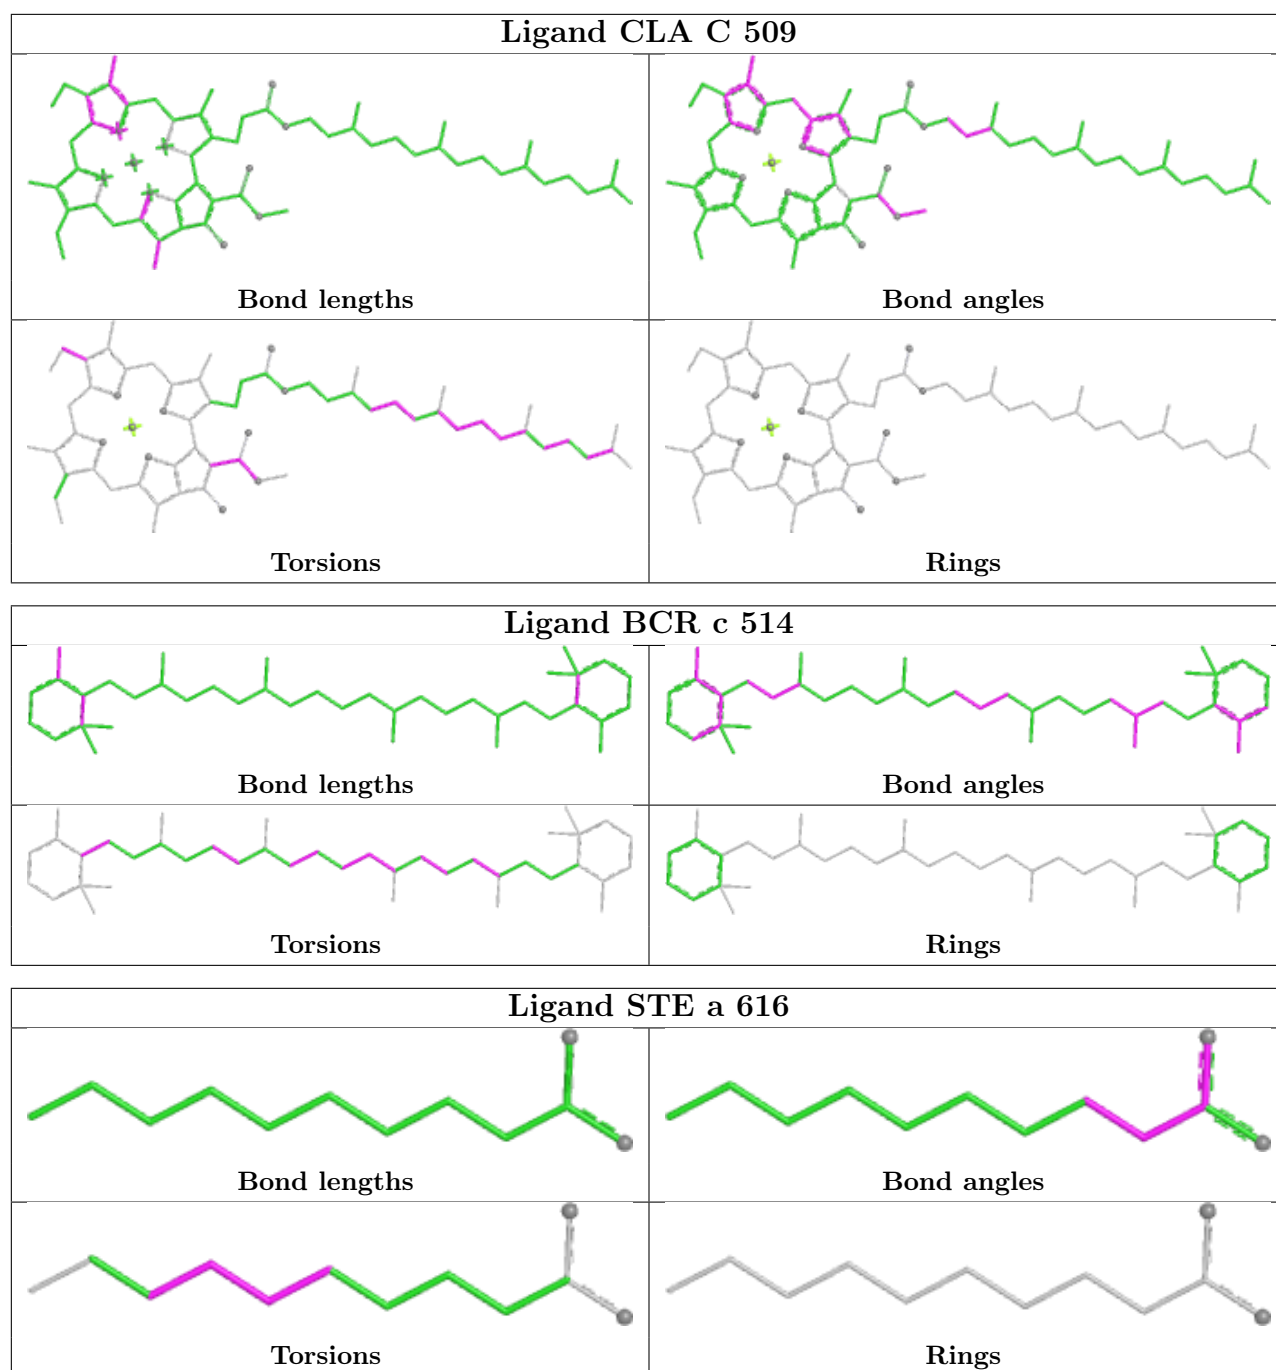 Ligand CLA C 509
Bond lengths
Bond angles
Torsions
Rings
Ligand BCR c 514
Bond lengths
Bond angles
Torsions
Rings
Ligand STE a 616
Bond lengths
Bond angles
Torsions
Rings